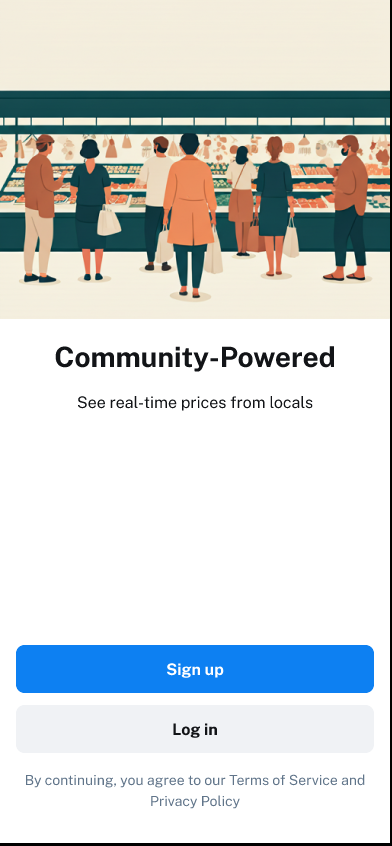 Community-Powered
See real-time prices from locals
Sign up
Log in
By continuing, you agree to our Terms of Service and
Privacy Policy